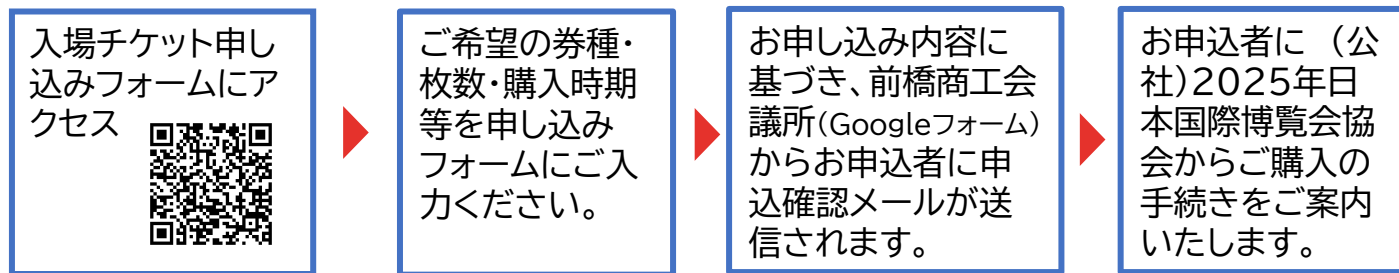 入場チケット申し
込みフォームにア
クセス
ご希望の券種・
枚数・購入時期
等を申し込み
フォームにご入
力ください。
お申し込み内容に
基づき、前橋商工会
議所(Googleフォーム)
からお申込者に申
込確認メールが送
信されます。
お申込者に （公
社)2025年日
本国際博覧会協
会からご購入の
手続きをご案内
いたします。